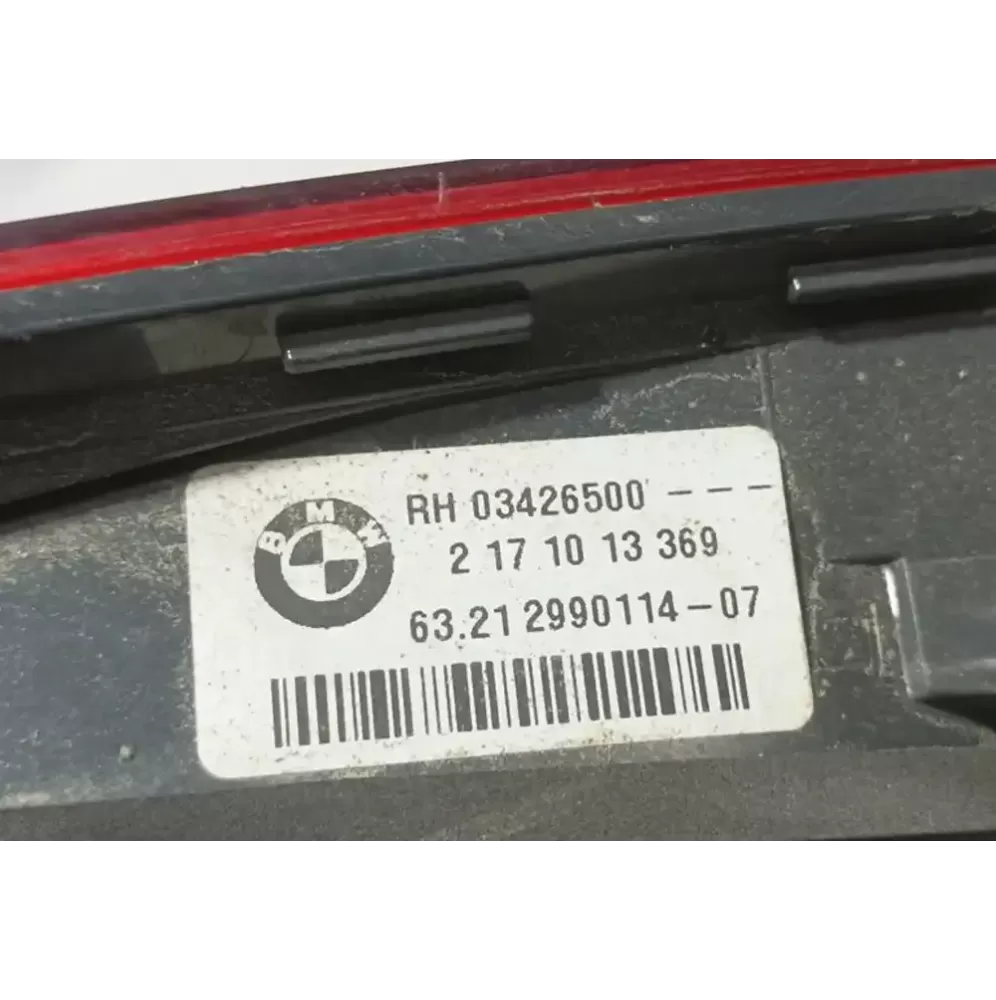 BMW
RH 03426500 - - -
2 17 10 13 369
63.21 2990114-07